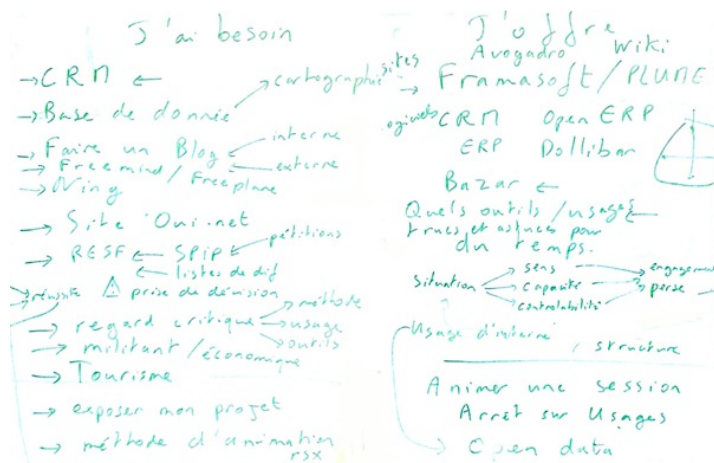 J'ai besoin
→ CRM ←
→ Base de donnée → cartographie
→ Faire un Blog ← interne
→ Freemind / Freeplane ← externe
→ Ning
→ Site Oui.net
→ RESF ← SPIP ← pétitions
← listes de dif
→ réussite ⚠ prise de décision
→ regard critique → méthode
→ usage
→ outils
→ militant / économique
→ Tourisme
→ exposer mon projet
→ méthode d'animation
rsx
J'offre
Avogadro Wiki
sites → Framasoft / PLUME
logiciels CRM Open ERP
ERP Dollibar
Bazar ←
Quels outils / usages ←
trucs et astuces pour
du temps.
situation → sens → engagement
→ capacité → perse
→ controlabilité
Usage d'interne
/ structure
Animer une session
Arrêt sur Usages
→ Open data